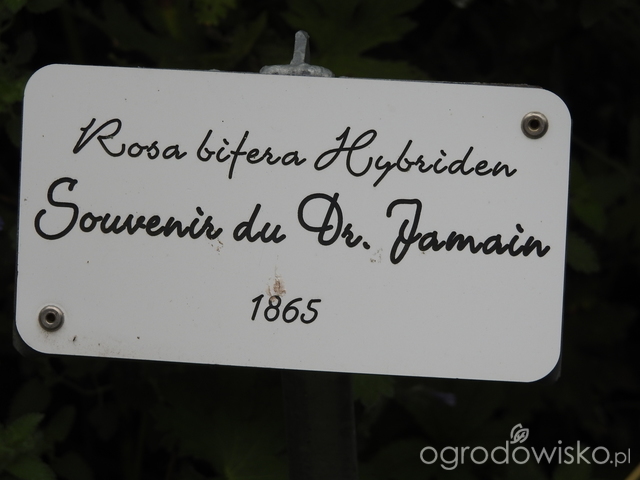 Rosa bifera Hybriden
Souvenir du Dr. Jamain
1865
ogrodowisko.pl